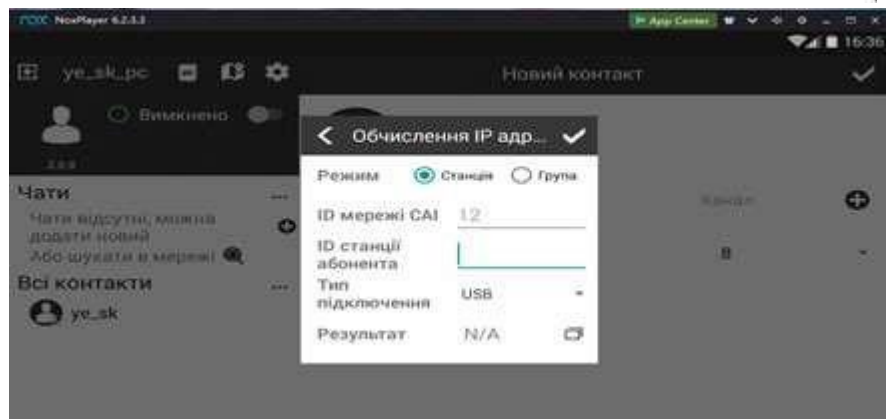 NoxPlayer 6.2.3.3
App Center
16:36
ye_sk_pc
Новий контакт
Вимкнено
Обчислення IP адр...
Режим Станція Група
Чати ...
Чати відсутні, можна
додати новий
Або шукати в мережі
Всі контакти ...
ye_sk
ID мережі CAI 12
ID станції
абонента
Тип
підключення USB
Результат N/A
Канал